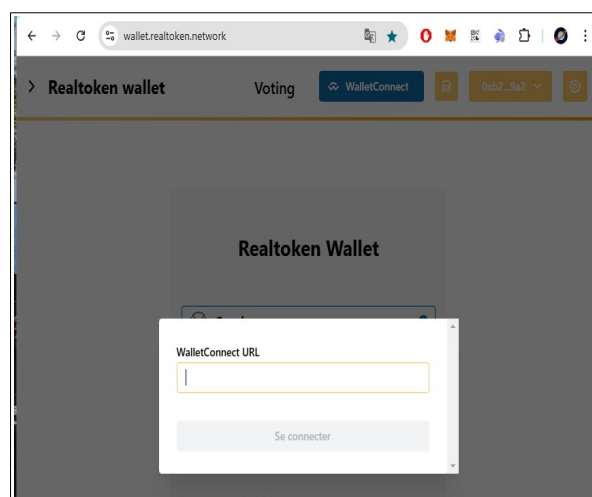 wallet.realtoken.network
Realtoken wallet Voting WalletConnect 0xb2...9a2
Realtoken Wallet
WalletConnect URL
Se connecter